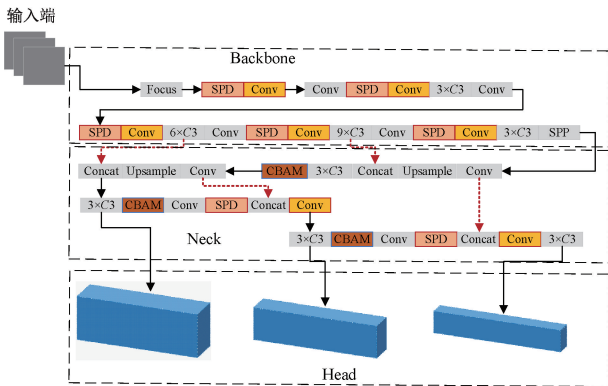 输入端
Backbone
Focus SPD Conv Conv SPD Conv 3×C3 Conv
SPD Conv 6×C3 Conv SPD Conv 9×C3 Conv SPD Conv 3×C3 SPP
Concat Upsample Conv CBAM 3×C3 Concat Upsample Conv
3×C3 CBAM Conv SPD Concat Conv
Neck 3×C3 CBAM Conv SPD Concat Conv 3×C3
Head